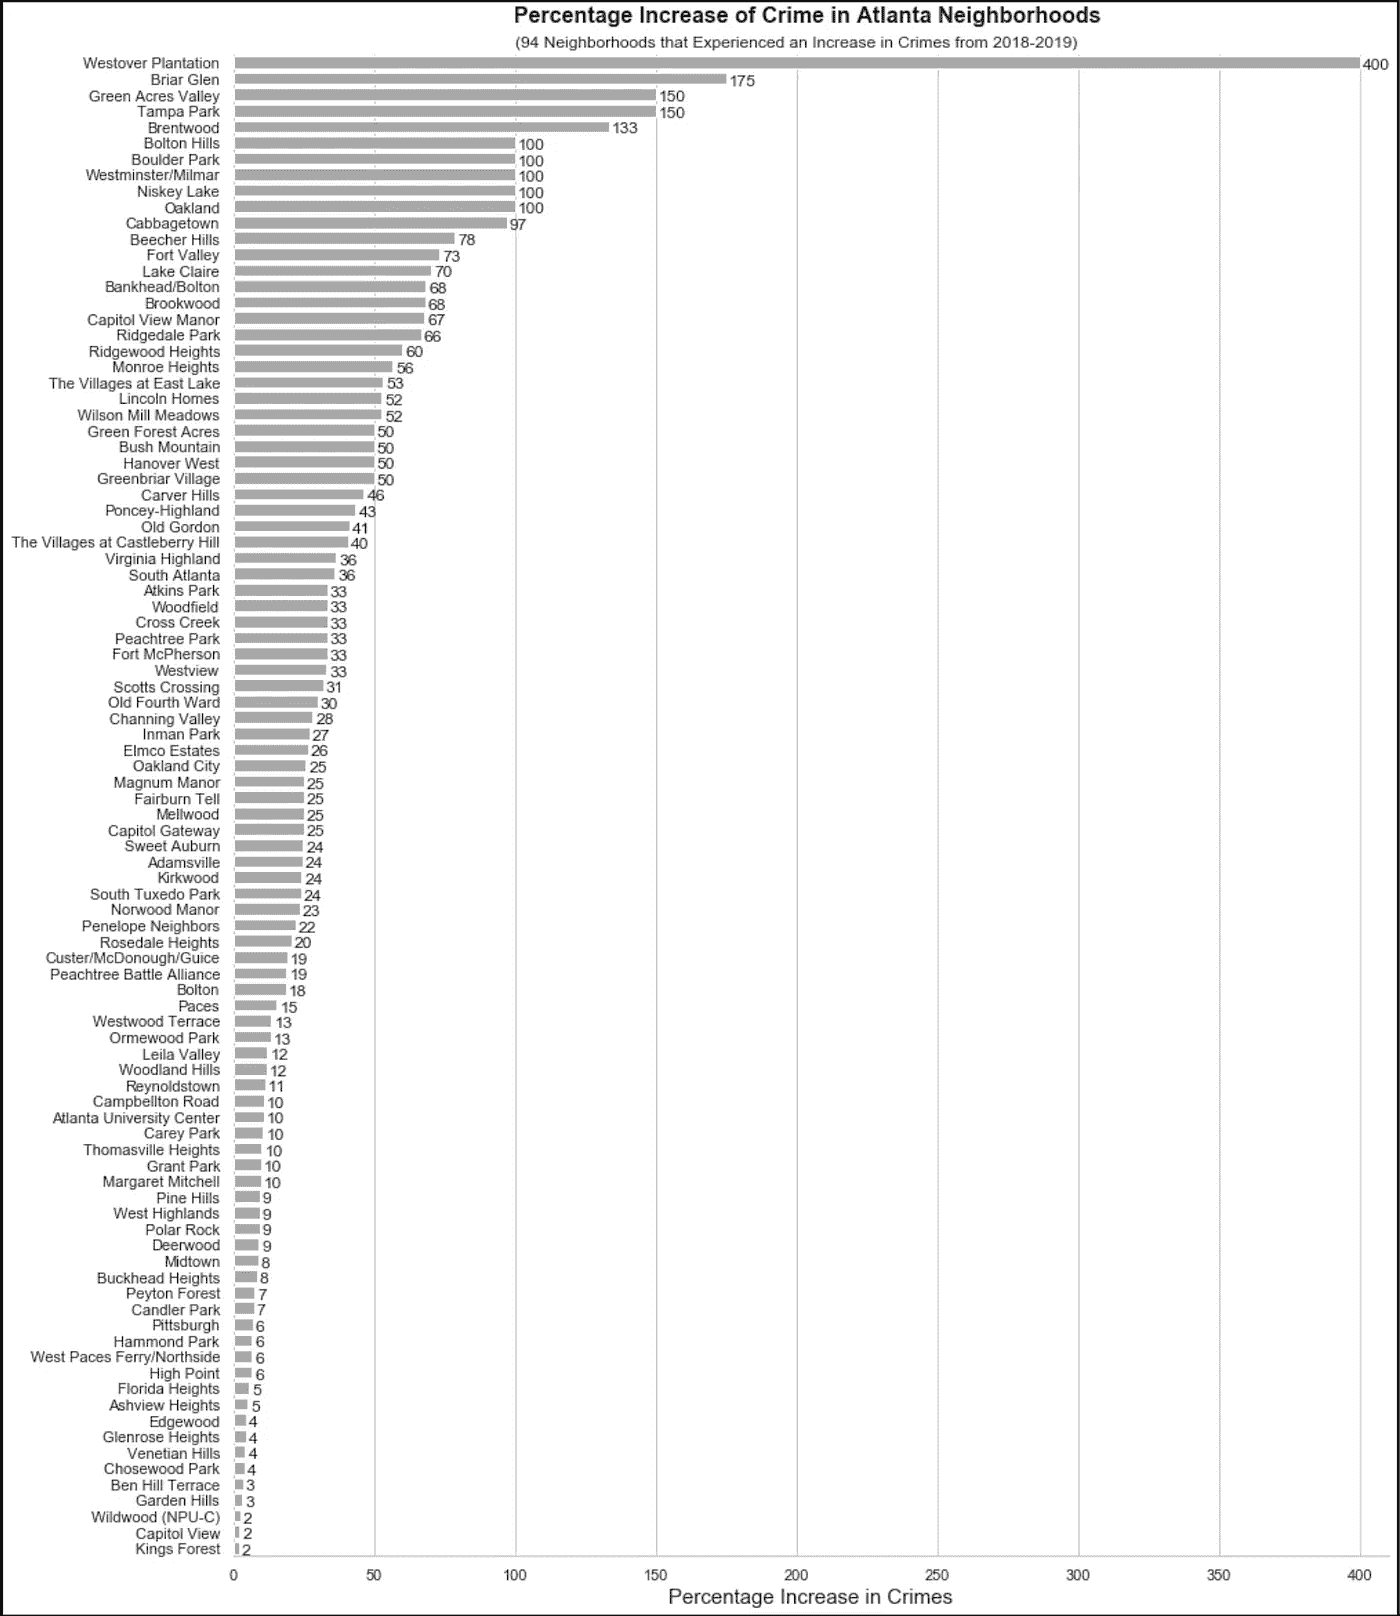 Percentage Increase of Crime in Atlanta Neighborhoods
(94 Neighborhoods that Experienced an Increase in Crimes from 2018-2019)
Westover Plantation 400
Briar Glen 175
Green Acres Valley 150
Tampa Park 150
Brentwood 133
Bolton Hills 100
Boulder Park 100
Westminster/Milmar 100
Niskey Lake 100
Oakland 100
Cabbagetown 97
Beecher Hills 78
Fort Valley 73
Lake Claire 70
Bankhead/Bolton 68
Brookwood 68
Capitol View Manor 67
Ridgedale Park 66
Ridgewood Heights 60
Monroe Heights 56
The Villages at East Lake 53
Lincoln Homes 52
Wilson Mill Meadows 52
Green Forest Acres 50
Bush Mountain 50
Hanover West 50
Greenbriar Village 50
Carver Hills 46
Poncey-Highland 43
Old Gordon 41
The Villages at Castleberry Hill 40
Virginia Highland 36
South Atlanta 36
Atkins Park 33
Woodfield 33
Cross Creek 33
Peachtree Park 33
Fort McPherson 33
Westview 33
Scotts Crossing 31
Old Fourth Ward 30
Channing Valley 28
Inman Park 27
Elmco Estates 26
Oakland City 25
Magnum Manor 25
Fairburn Tell 25
Mellwood 25
Capitol Gateway 25
Sweet Auburn 24
Adamsville 24
Kirkwood 24
South Tuxedo Park 24
Norwood Manor 23
Penelope Neighbors 22
Rosedale Heights 20
Custer/McDonough/Guice 19
Peachtree Battle Alliance 19
Bolton 18
Paces 15
Westwood Terrace 13
Ormewood Park 13
Leila Valley 12
Woodland Hills 12
Reynoldstown 11
Campbellton Road 10
Atlanta University Center 10
Carey Park 10
Thomasville Heights 10
Grant Park 10
Margaret Mitchell 10
Pine Hills 9
West Highlands 9
Polar Rock 9
Deerwood 9
Midtown 8
Buckhead Heights 8
Peyton Forest 7
Candler Park 7
Pittsburgh 6
Hammond Park 6
West Paces Ferry/Northside 6
High Point 6
Florida Heights 5
Ashview Heights 5
Edgewood 4
Glenrose Heights 4
Venetian Hills 4
Chosewood Park 4
Ben Hill Terrace 3
Garden Hills 3
Wildwood (NPU-C) 2
Capitol View 2
Kings Forest 2
0 50 100 150 200 250 300 350 400
Percentage Increase in Crimes